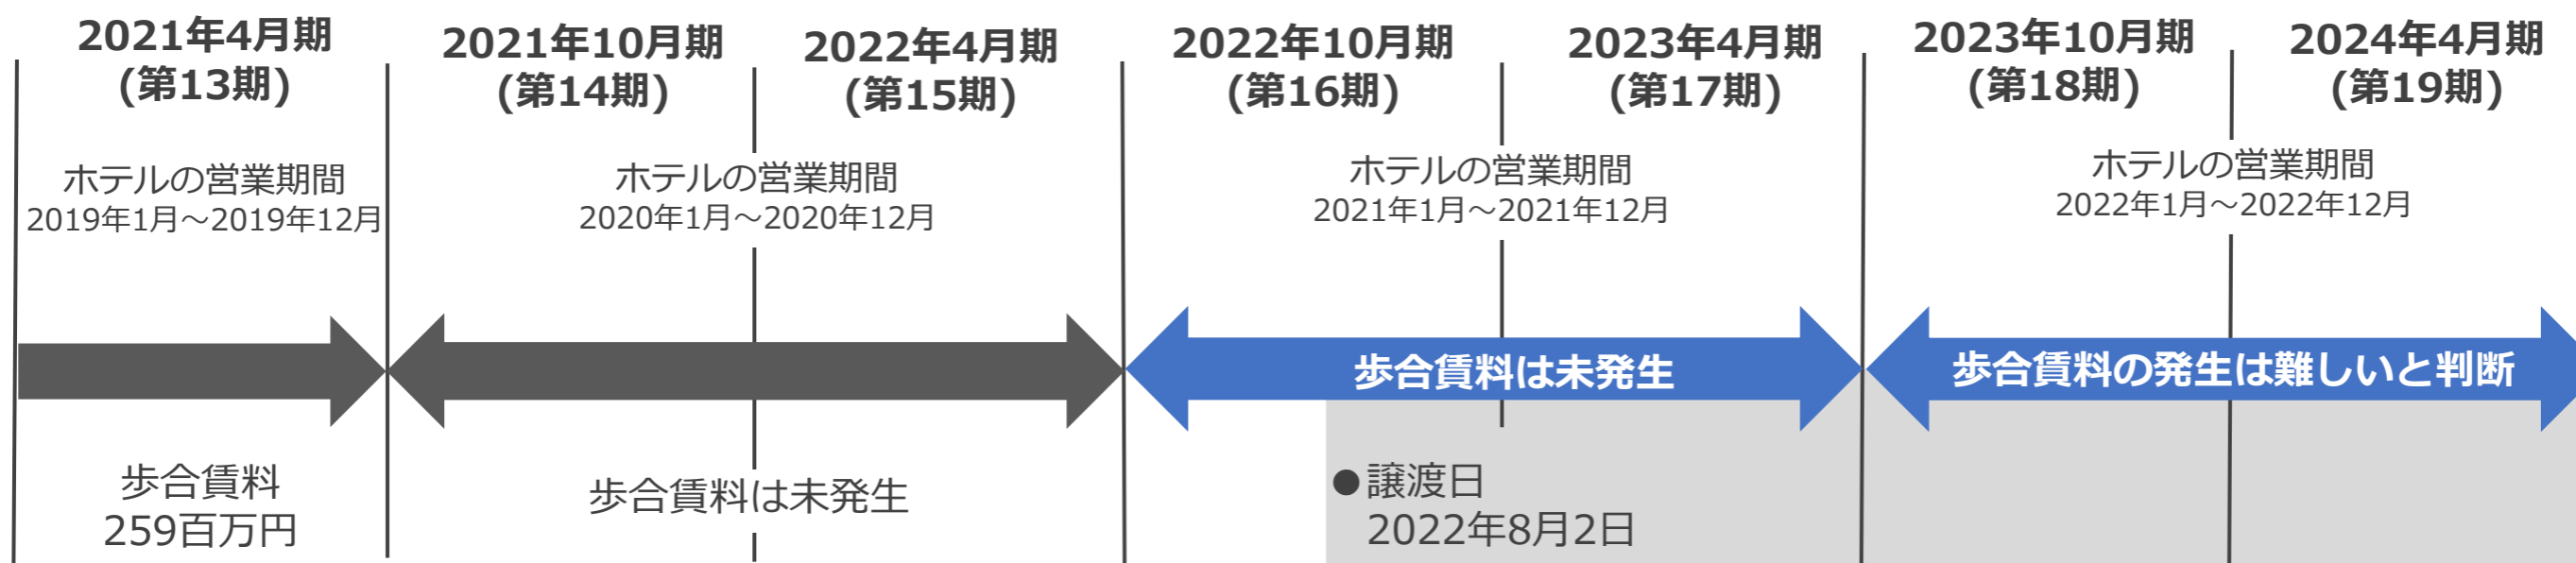 2021年4月期
(第13期)
2021年10月期
(第14期)
2022年4月期
(第15期)
2022年10月期
(第16期)
2023年4月期
(第17期)
2023年10月期
(第18期)
2024年4月期
(第19期)
ホテルの営業期間
2019年1月～2019年12月
ホテルの営業期間
2020年1月～2020年12月
ホテルの営業期間
2021年1月～2021年12月
ホテルの営業期間
2022年1月～2022年12月
歩合賃料は未発生
歩合賃料の発生は難しいと判断
歩合賃料
259百万円
歩合賃料は未発生
●譲渡日
2022年8月2日